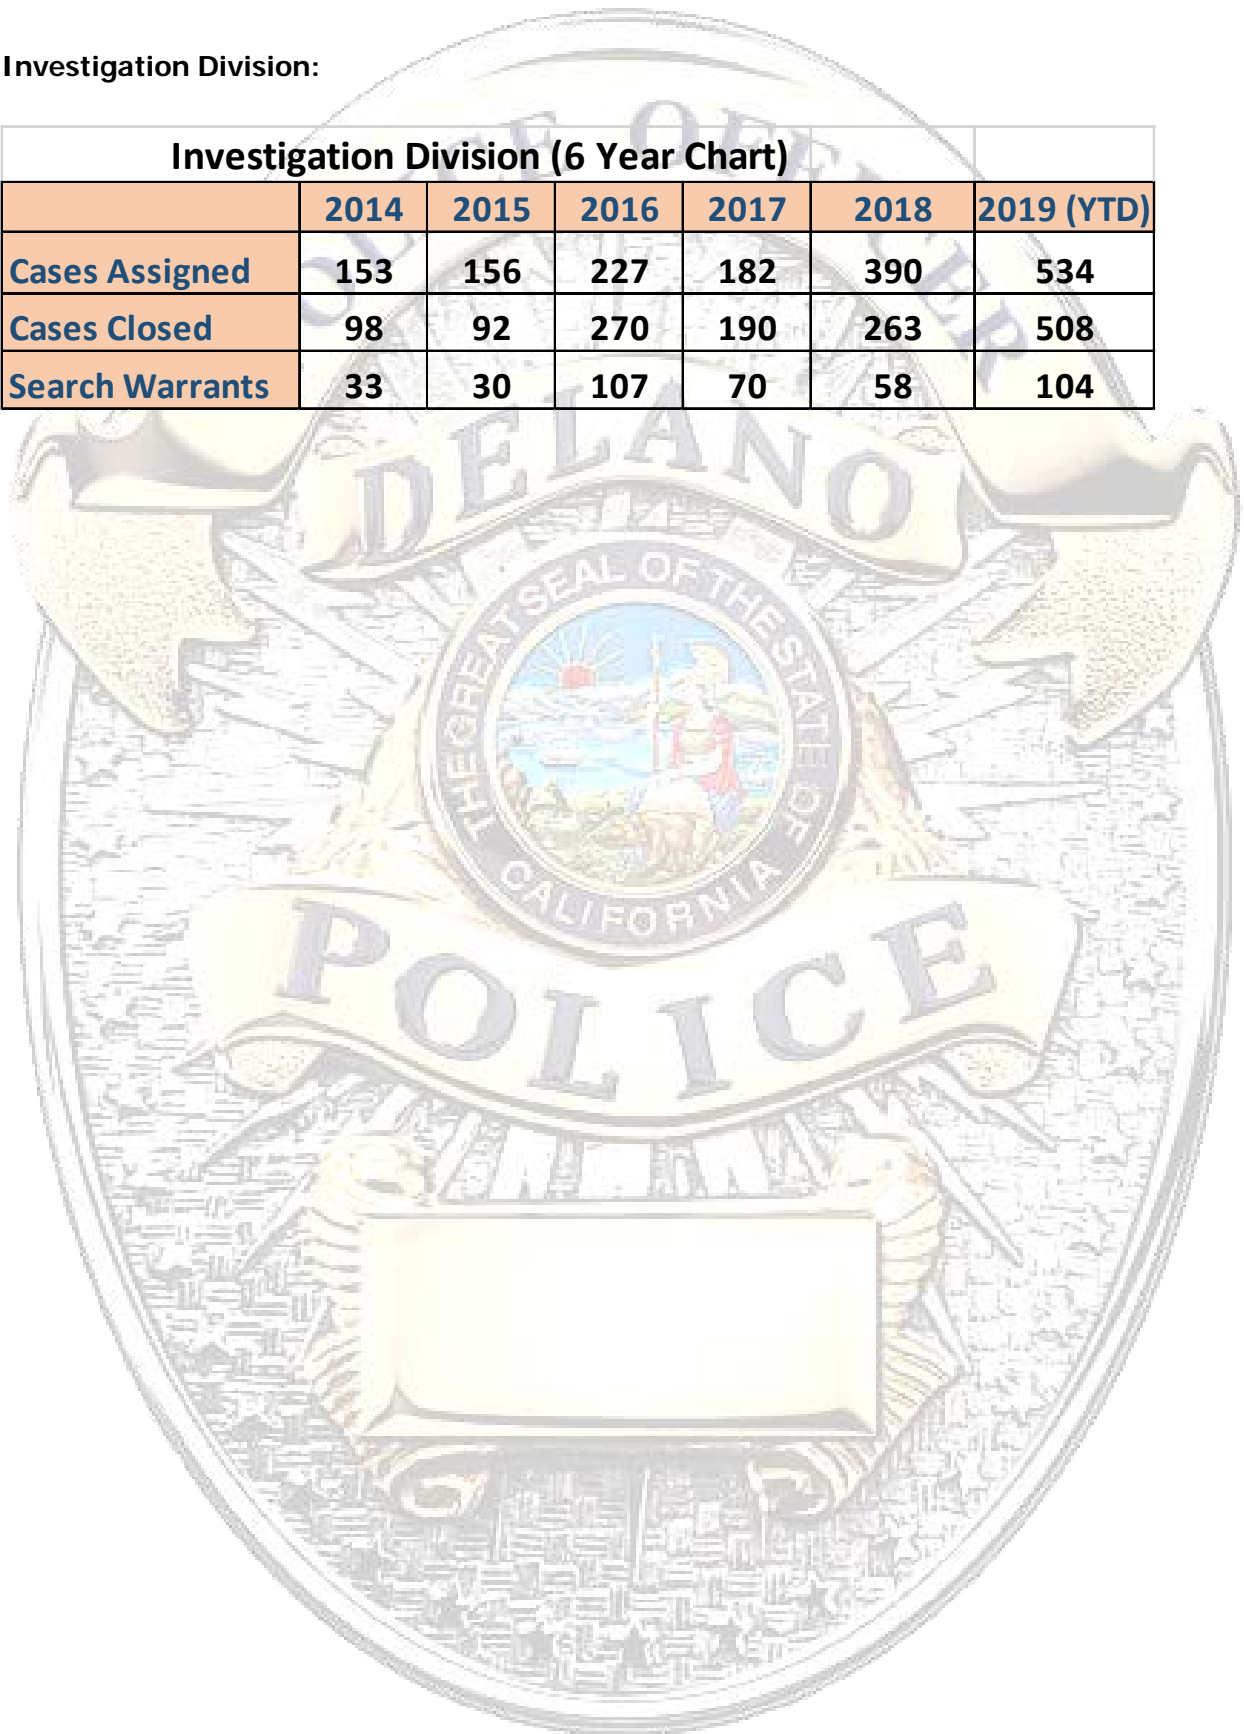 Investigation Division:
Investigation Division (6 Year Chart)
2014 2015 2016 2017 2018 2019 (YTD)
Cases Assigned 153 156 227 182 390 534
Cases Closed 98 92 270 190 263 508
Search Warrants 33 30 107 70 58 104
POLICE OFFICER
DELANO
THE GREAT SEAL OF THE STATE OF CALIFORNIA
POLICE